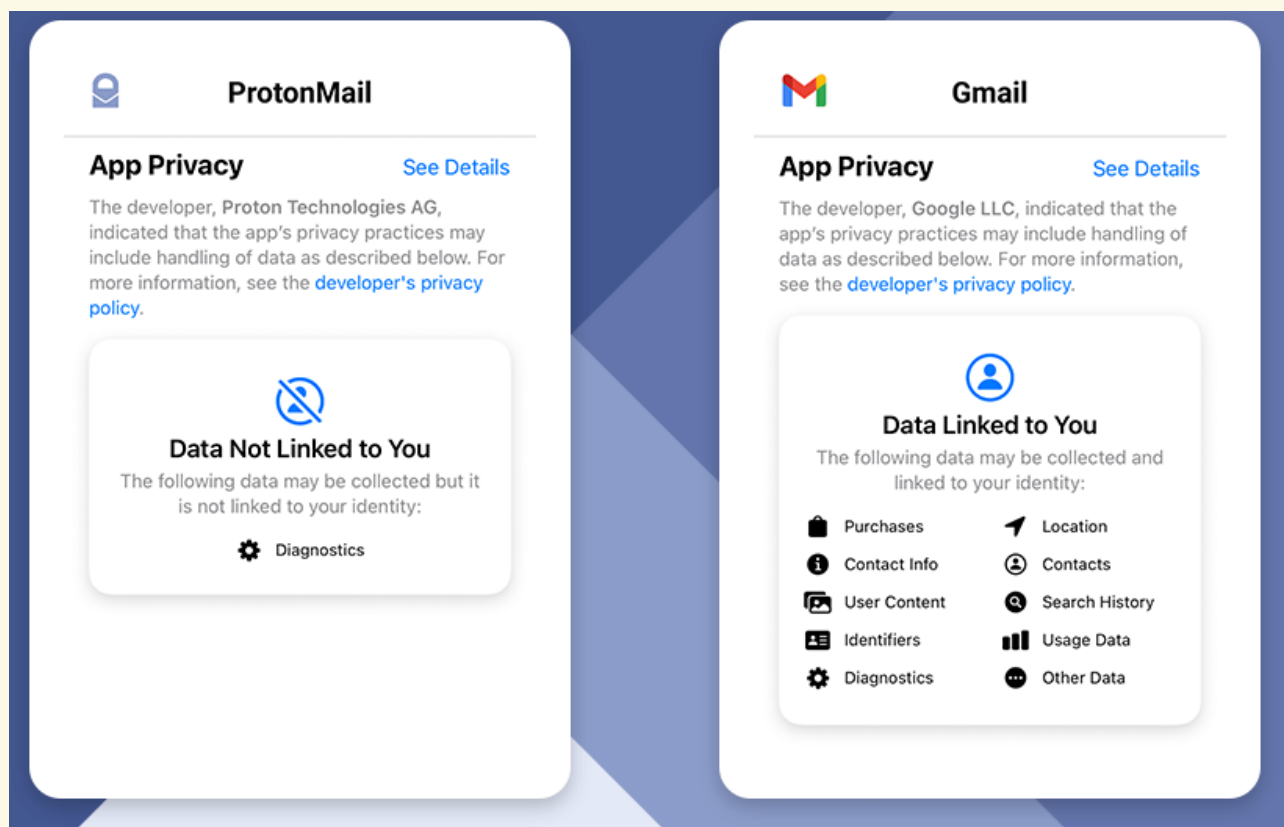 ProtonMail
App Privacy
See Details
The developer, Proton Technologies AG,
indicated that the app's privacy practices may
include handling of data as described below. For
more information, see the developer's privacy
policy.
Data Not Linked to You
The following data may be collected but it
is not linked to your identity:
Diagnostics
Gmail
App Privacy
See Details
The developer, Google LLC, indicated that the
app's privacy practices may include handling of
data as described below. For more information,
see the developer's privacy policy.
Data Linked to You
The following data may be collected and
linked to your identity:
Purchases
Location
Contact Info
Contacts
User Content
Search History
Identifiers
Usage Data
Diagnostics
Other Data